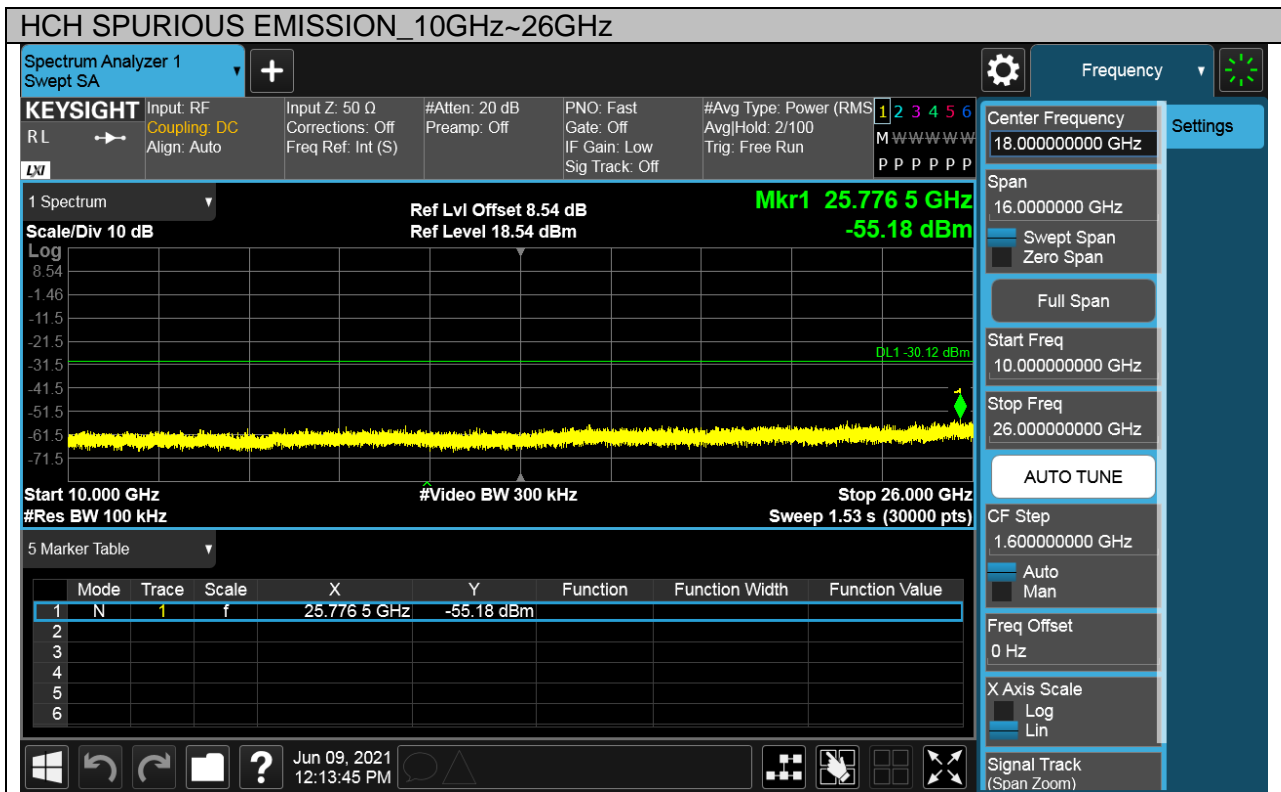 HCH SPURIOUS EMISSION_10GHz~26GHz
Spectrum Analyzer 1
Swept SA
+
Frequency
KEYSIGHT
RL
LXI
Input: RF
Coupling: DC
Align: Auto
Input Z: 50 Ω
Corrections: Off
Freq Ref: Int (S)
#Atten: 20 dB
Preamp: Off
PNO: Fast
Gate: Off
IF Gain: Low
Sig Track: Off
#Avg Type: Power (RMS
Avg|Hold: 2/100
Trig: Free Run
1 2 3 4 5 6
M W W W W W
P P P P P P
1 Spectrum
Scale/Div 10 dB
Ref Lvl Offset 8.54 dB
Ref Level 18.54 dBm
Mkr1 25.776 5 GHz
-55.18 dBm
Log
8.54
-1.46
-11.5
-21.5
-31.5
-41.5
-51.5
-61.5
-71.5
DL1 -30.12 dBm
1
Start 10.000 GHz
#Video BW 300 kHz
Stop 26.000 GHz
#Res BW 100 kHz
Sweep 1.53 s (30000 pts)
5 Marker Table
Mode Trace Scale X Y Function Function Width Function Value
1 N 1 f 25.776 5 GHz -55.18 dBm
2
3
4
5
6
?
Jun 09, 2021
12:13:45 PM
Center Frequency
18.000000000 GHz
Settings
Span
16.0000000 GHz
Swept Span
Zero Span
Full Span
Start Freq
10.000000000 GHz
Stop Freq
26.000000000 GHz
AUTO TUNE
CF Step
1.600000000 GHz
Auto
Man
Freq Offset
0 Hz
X Axis Scale
Log
Lin
Signal Track
(Span Zoom)